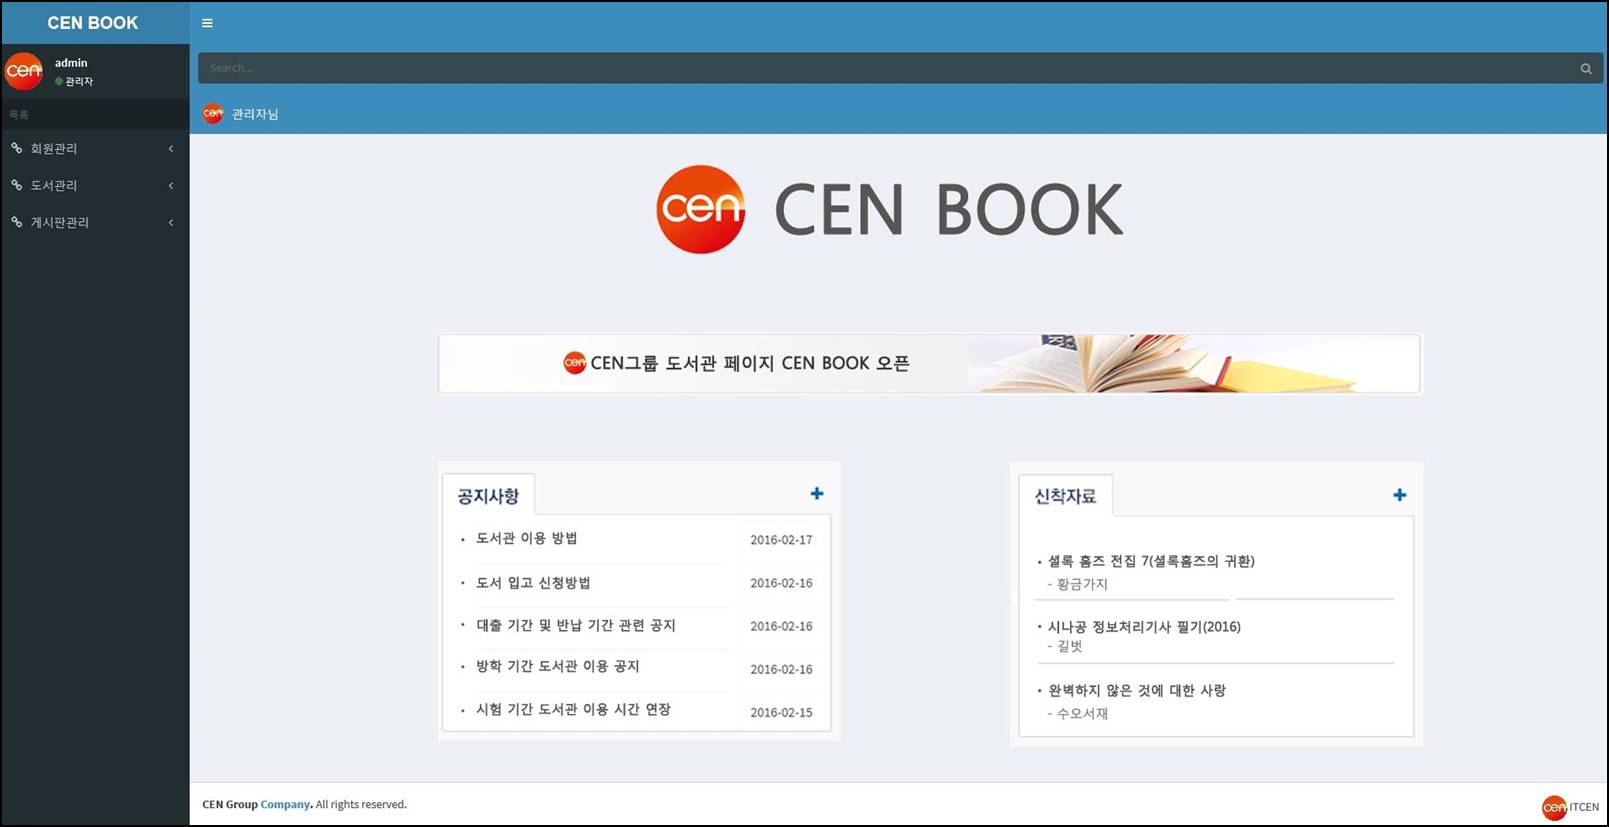 CEN BOOK
cen
admin
관리자
목록
회원관리
도서관리
게시판관리
Search...
cen 관리자님
cen CEN BOOK
cen CEN그룹 도서관 페이지 CEN BOOK 오픈
공지사항
• 도서관 이용 방법 2016-02-17
• 도서 입고 신청방법 2016-02-16
• 대출 기간 및 반납 기간 관련 공지 2016-02-16
• 방학 기간 도서관 이용 공지 2016-02-16
• 시험 기간 도서관 이용 시간 연장 2016-02-15
신착자료
• 셜록 홈즈 전집 7(셜록홈즈의 귀환)
- 황금가지
• 시나공 정보처리기사 필기(2016)
- 길벗
• 완벽하지 않은 것에 대한 사랑
- 수오서재
CEN Group Company. All rights reserved.
cen ITCEN